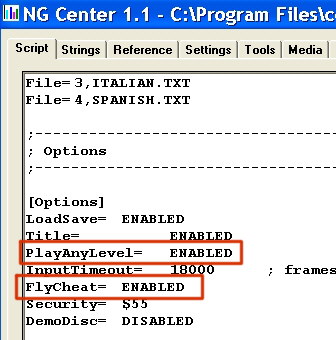 NG Center 1.1 - C:\Program Files\c
Script Strings Reference Settings Tools Media
File= 3,ITALIAN.TXT
File= 4,SPANISH.TXT
;---------------------------------
; Options
;---------------------------------
[Options]
LoadSave= ENABLED
Title= ENABLED
PlayAnyLevel= ENABLED
InputTimeout= 18000 ; frames
FlyCheat= ENABLED
Security= $55
DemoDisc= DISABLED